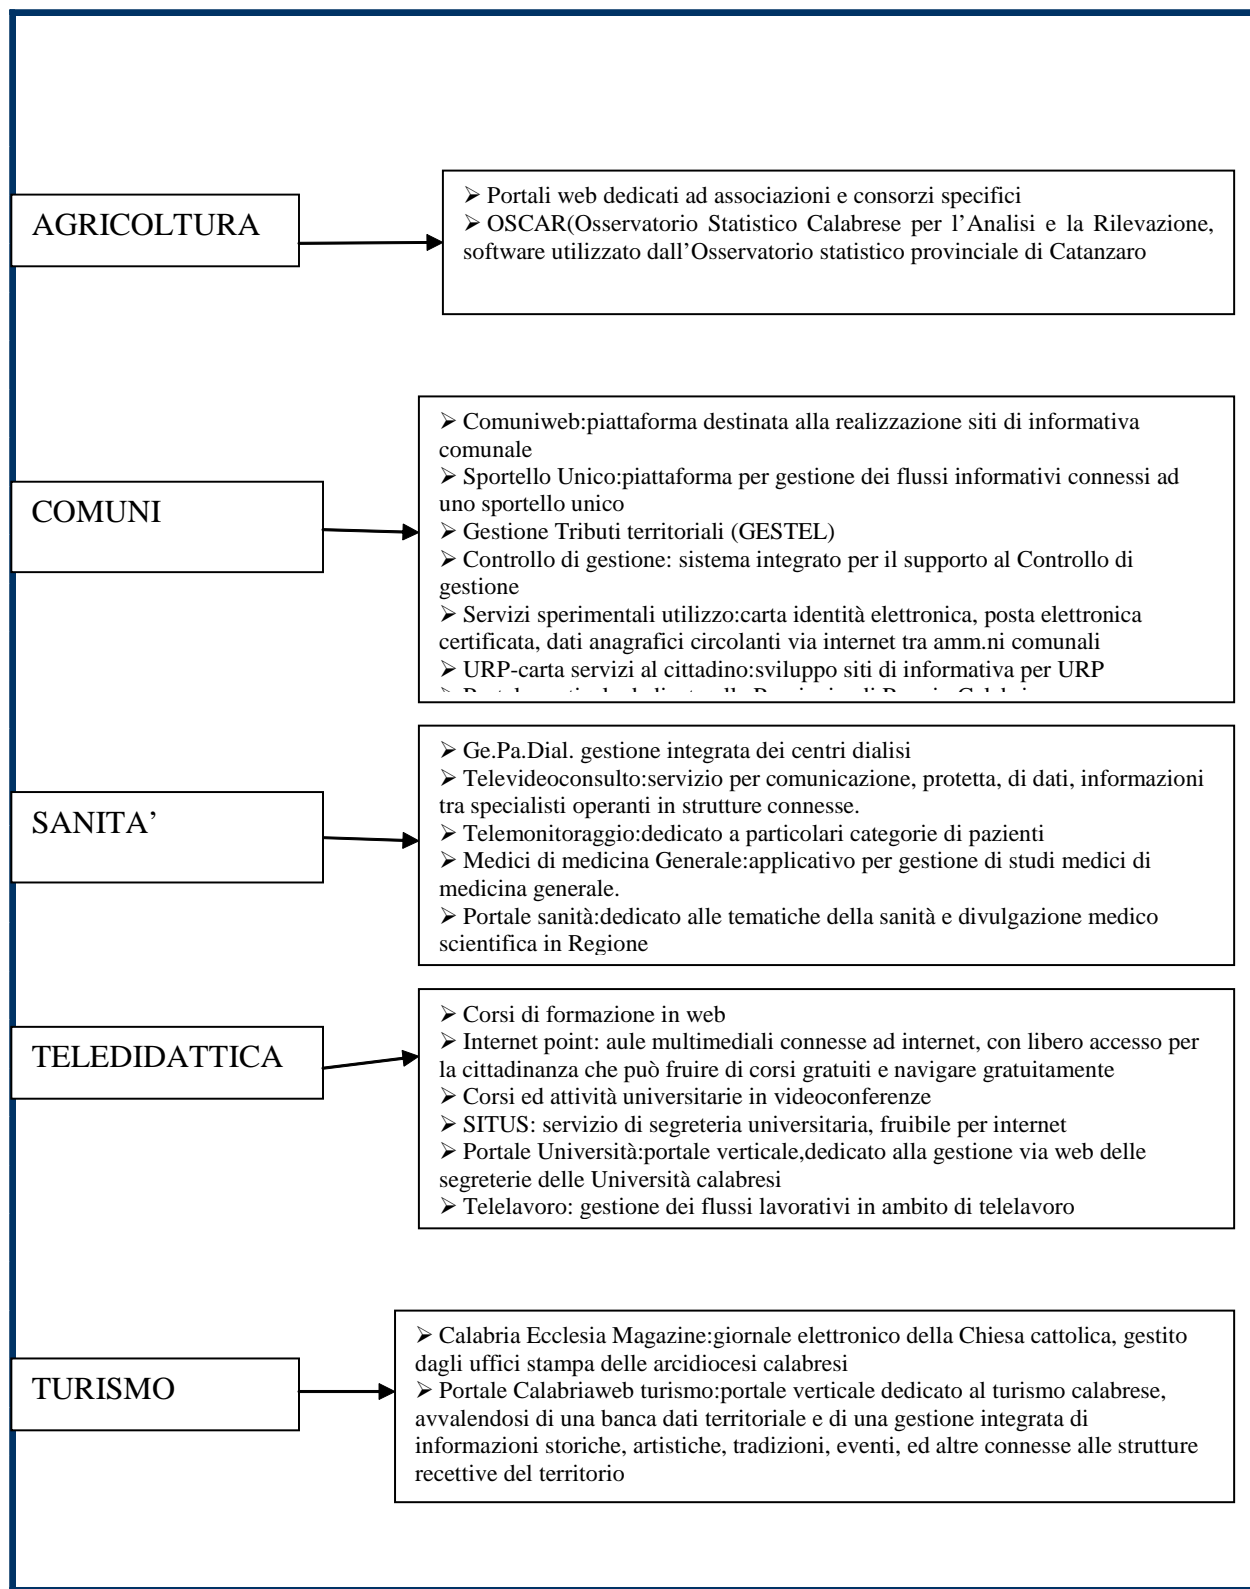 AGRICOLTURA
➢ Portali web dedicati ad associazioni e consorzi specifici
➢ OSCAR(Osservatorio Statistico Calabrese per l’Analisi e la Rilevazione,
software utilizzato dall’Osservatorio statistico provinciale di Catanzaro
COMUNI
➢ Comuniweb:piattaforma destinata alla realizzazione siti di informativa
comunale
➢ Sportello Unico:piattaforma per gestione dei flussi informativi connessi ad
uno sportello unico
➢ Gestione Tributi territoriali (GESTEL)
➢ Controllo di gestione: sistema integrato per il supporto al Controllo di
gestione
➢ Servizi sperimentali utilizzo:carta identità elettronica, posta elettronica
certificata, dati anagrafici circolanti via internet tra amm.ni comunali
➢ URP-carta servizi al cittadino:sviluppo siti di informativa per URP
SANITA’
➢ Ge.Pa.Dial. gestione integrata dei centri dialisi
➢ Televideoconsulto:servizio per comunicazione, protetta, di dati, informazioni
tra specialisti operanti in strutture connesse.
➢ Telemonitoraggio:dedicato a particolari categorie di pazienti
➢ Medici di medicina Generale:applicativo per gestione di studi medici di
medicina generale.
➢ Portale sanità:dedicato alle tematiche della sanità e divulgazione medico
scientifica in Regione
TELEDIDATTICA
➢ Corsi di formazione in web
➢ Internet point: aule multimediali connesse ad internet, con libero accesso per
la cittadinanza che può fruire di corsi gratuiti e navigare gratuitamente
➢ Corsi ed attività universitarie in videoconferenze
➢ SITUS: servizio di segreteria universitaria, fruibile per internet
➢ Portale Università:portale verticale,dedicato alla gestione via web delle
segreterie delle Università calabresi
➢ Telelavoro: gestione dei flussi lavorativi in ambito di telelavoro
TURISMO
➢ Calabria Ecclesia Magazine:giornale elettronico della Chiesa cattolica, gestito
dagli uffici stampa delle arcidiocesi calabresi
➢ Portale Calabriaweb turismo:portale verticale dedicato al turismo calabrese,
avvalendosi di una banca dati territoriale e di una gestione integrata di
informazioni storiche, artistiche, tradizioni, eventi, ed altre connesse alle strutture
recettive del territorio